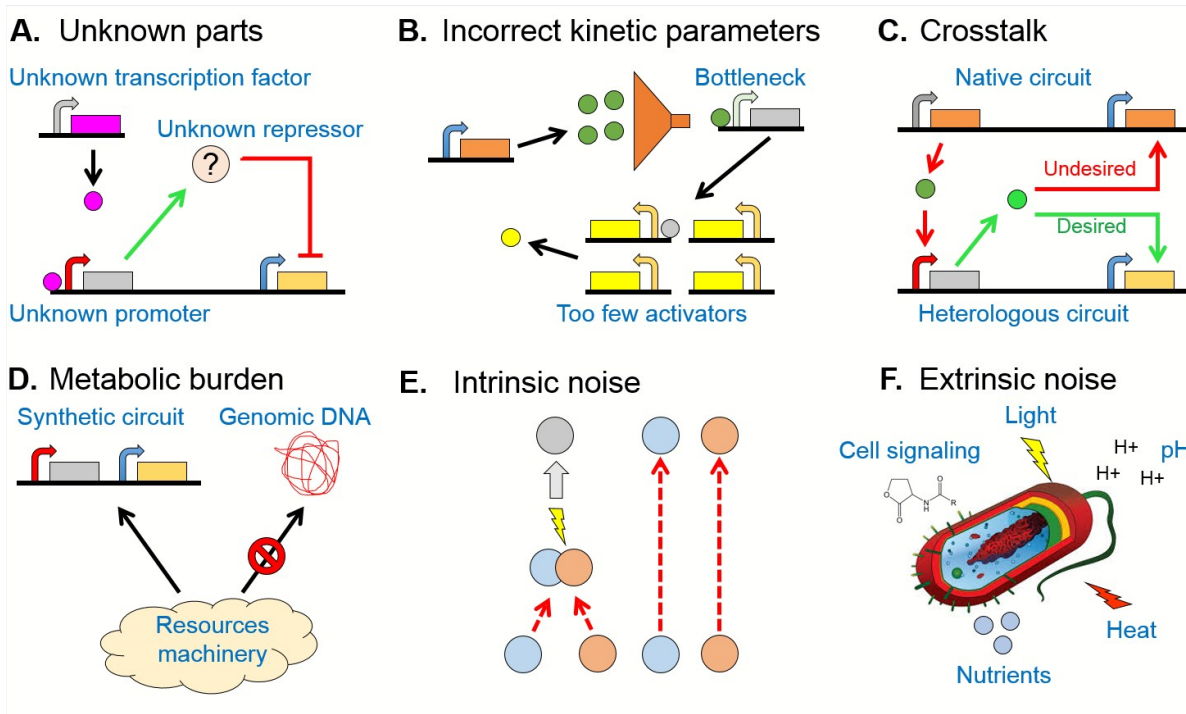 A. Unknown parts
Unknown transcription factor
Unknown repressor
?
Unknown promoter
B. Incorrect kinetic parameters
Bottleneck
Too few activators
C. Crosstalk
Native circuit
Undesired
Desired
Heterologous circuit
D. Metabolic burden
Synthetic circuit
Genomic DNA
Resources
machinery
E. Intrinsic noise
F. Extrinsic noise
Light
Cell signaling
H+
pH
H+
H+
O
O
N
H
O
R
Heat
Nutrients